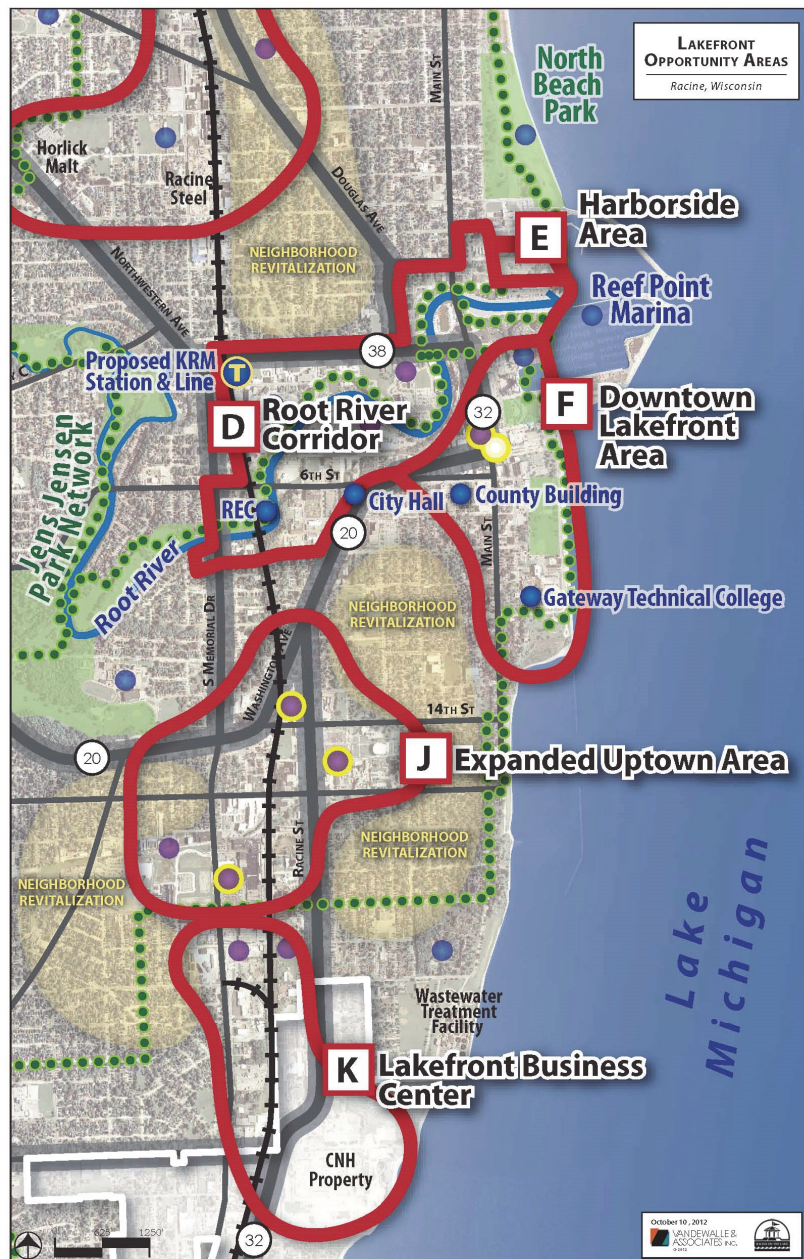 LAKEFRONT
OPPORTUNITY AREAS
Racine, Wisconsin
North
Beach
Park
MAIN ST
Horlick
Malt
Racine
Steel
DOUGLAS AVE
NEIGHBORHOOD
REVITALIZATION
E
Harborside
Area
NORTHWESTERN AVE
Reef Point
Marina
38
Proposed KRM
Station & Line
T
C
D
Root River
Corridor
32
F
Downtown
Lakefront
Area
6TH ST
REC
City Hall
County Building
20
Jens Jensen
Park Network
Root River
MAIN ST
S MEMORIAL DR
WASHINGTON AVE
NEIGHBORHOOD
REVITALIZATION
Gateway Technical College
14TH ST
20
J
Expanded Uptown Area
RACINE ST
NEIGHBORHOOD
REVITALIZATION
NEIGHBORHOOD
REVITALIZATION
Lake
Michigan
Wastewater
Treatment
Facility
K
Lakefront Business
Center
CNH
Property
32
0 625' 1250'
October 10, 2012
VANDEWALLE &
ASSOCIATES INC.
© 2012